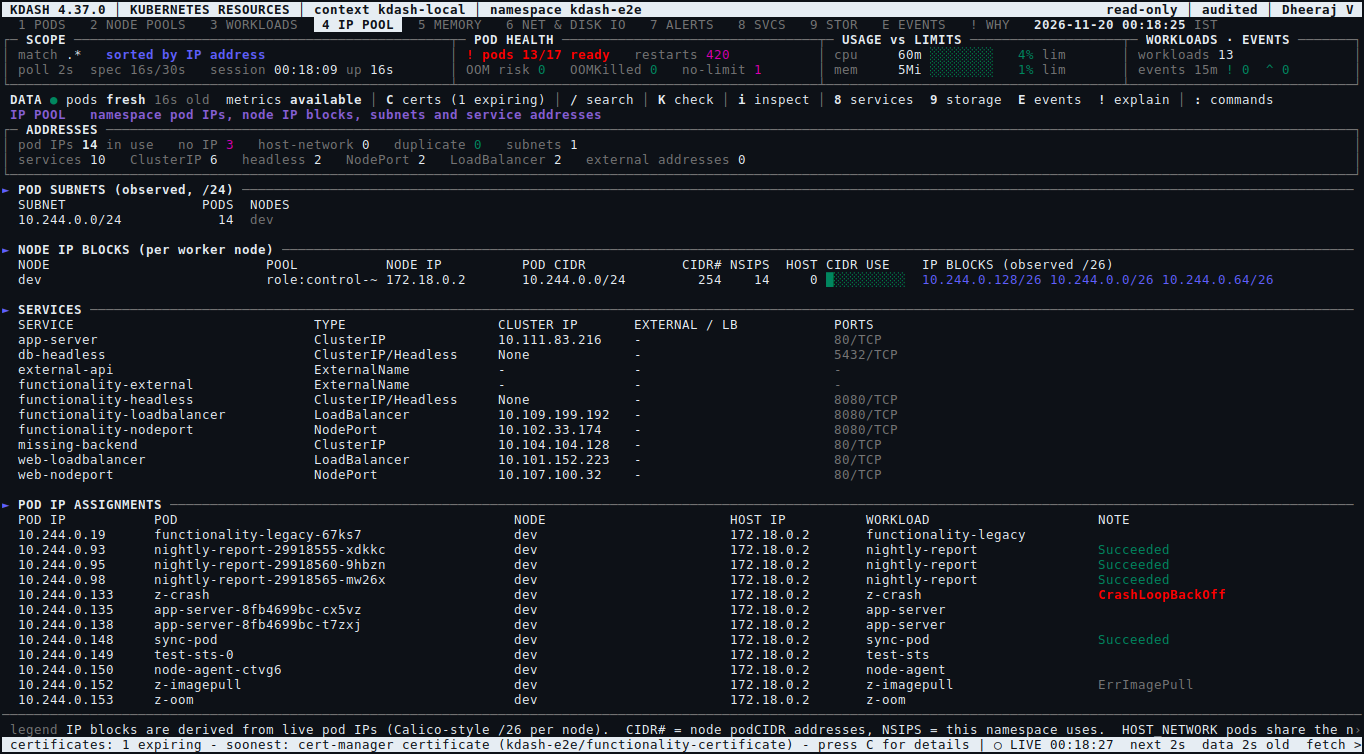 KDASH 4.37.0 │ KUBERNETES RESOURCES │ context kdash-local │ namespace kdash-e2e read-only │ audited │ Dheeraj V
1 PODS 2 NODE POOLS 3 WORKLOADS 4 IP POOL 5 MEMORY 6 NET & DISK IO 7 ALERTS 8 SVCS 9 STOR E EVENTS ! WHY 2026-11-20 00:18:25 IST
SCOPE POD HEALTH USAGE vs LIMITS WORKLOADS · EVENTS
match .* sorted by IP address ! pods 13/17 ready restarts 420 cpu 60m 4% lim workloads 13
poll 2s spec 16s/30s session 00:18:09 up 16s OOM risk 0 OOMKilled 0 no-limit 1 mem 5Mi 1% lim events 15m ! 0 ^ 0
DATA ● pods fresh 16s old metrics available │ C certs (1 expiring) │ / search │ K check │ i inspect │ 8 services 9 storage E events ! explain │ : commands
IP POOL namespace pod IPs, node IP blocks, subnets and service addresses
ADDRESSES
pod IPs 14 in use no IP 3 host-network 0 duplicate 0 subnets 1
services 10 ClusterIP 6 headless 2 NodePort 2 LoadBalancer 2 external addresses 0
► POD SUBNETS (observed, /24)
SUBNET PODS NODES
10.244.0.0/24 14 dev
► NODE IP BLOCKS (per worker node)
NODE POOL NODE IP POD CIDR CIDR# NSIPS HOST CIDR USE IP BLOCKS (observed /26)
dev role:control-~ 172.18.0.2 10.244.0.0/24 254 14 0 10.244.0.128/26 10.244.0.0/26 10.244.0.64/26
► SERVICES
SERVICE TYPE CLUSTER IP EXTERNAL / LB PORTS
app-server ClusterIP 10.111.83.216 - 80/TCP
db-headless ClusterIP/Headless None - 5432/TCP
external-api ExternalName - - -
functionality-external ExternalName - - -
functionality-headless ClusterIP/Headless None - 8080/TCP
functionality-loadbalancer LoadBalancer 10.109.199.192 - 8080/TCP
functionality-nodeport NodePort 10.102.33.174 - 8080/TCP
missing-backend ClusterIP 10.104.104.128 - 80/TCP
web-loadbalancer LoadBalancer 10.101.152.223 - 80/TCP
web-nodeport NodePort 10.107.100.32 - 80/TCP
► POD IP ASSIGNMENTS
POD IP POD NODE HOST IP WORKLOAD NOTE
10.244.0.19 functionality-legacy-67ks7 dev 172.18.0.2 functionality-legacy
10.244.0.93 nightly-report-29918555-xdkkc dev 172.18.0.2 nightly-report Succeeded
10.244.0.95 nightly-report-29918560-9hbzn dev 172.18.0.2 nightly-report Succeeded
10.244.0.98 nightly-report-29918565-mw26x dev 172.18.0.2 nightly-report Succeeded
10.244.0.133 z-crash dev 172.18.0.2 z-crash CrashLoopBackOff
10.244.0.135 app-server-8fb4699bc-cx5vz dev 172.18.0.2 app-server
10.244.0.138 app-server-8fb4699bc-t7zxj dev 172.18.0.2 app-server
10.244.0.148 sync-pod dev 172.18.0.2 sync-pod Succeeded
10.244.0.149 test-sts-0 dev 172.18.0.2 test-sts
10.244.0.150 node-agent-ctvg6 dev 172.18.0.2 node-agent
10.244.0.152 z-imagepull dev 172.18.0.2 z-imagepull ErrImagePull
10.244.0.153 z-oom dev 172.18.0.2 z-oom
legend IP blocks are derived from live pod IPs (Calico-style /26 per node). CIDR# = node podCIDR addresses, NSIPS = this namespace uses. HOST_NETWORK pods share the n›
certificates: 1 expiring - soonest: cert-manager certificate (kdash-e2e/functionality-certificate) - press C for details | ○ LIVE 00:18:27 next 2s data 2s old fetch ›